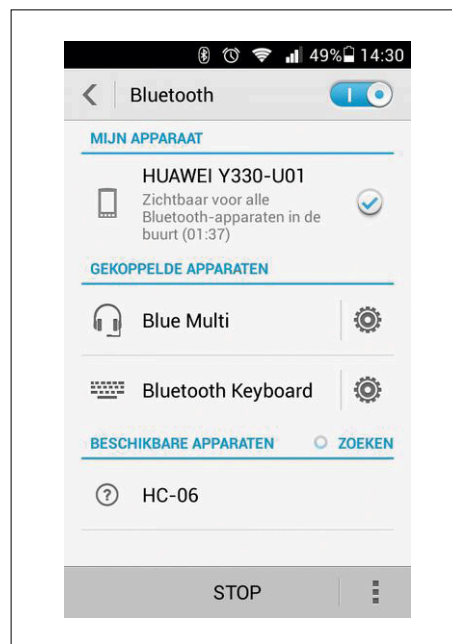 49% 14:30
Bluetooth
MIJN APPARAAT
HUAWEI Y330-U01
Zichtbaar voor alle
Bluetooth-apparaten in de
buurt (01:37)
GEKOPPELDE APPARATEN
Blue Multi
Bluetooth Keyboard
BESCHIKBARE APPARATEN ZOEKEN
HC-06
STOP